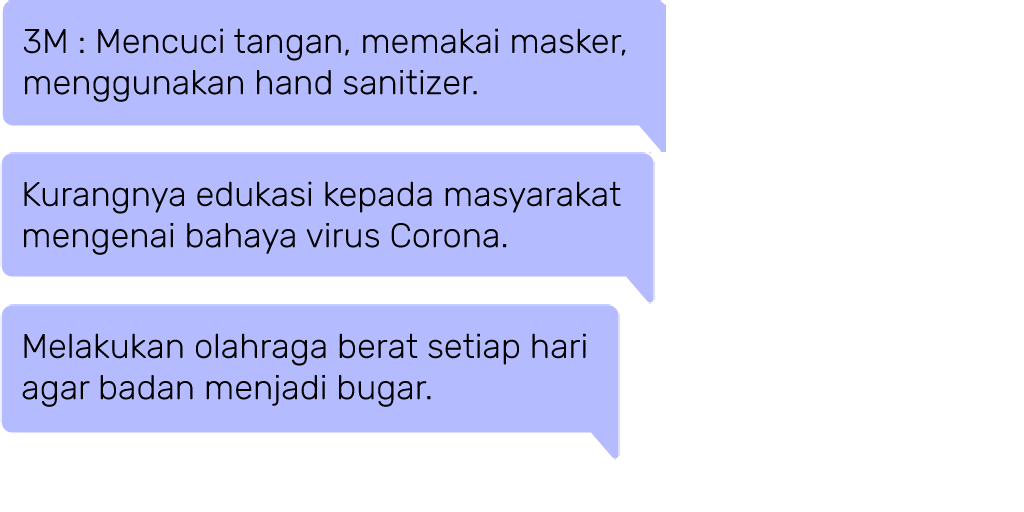 3M : Mencuci tangan, memakai masker,
menggunakan hand sanitizer.
Kurangnya edukasi kepada masyarakat
mengenai bahaya virus Corona.
Melakukan olahraga berat setiap hari
agar badan menjadi bugar.